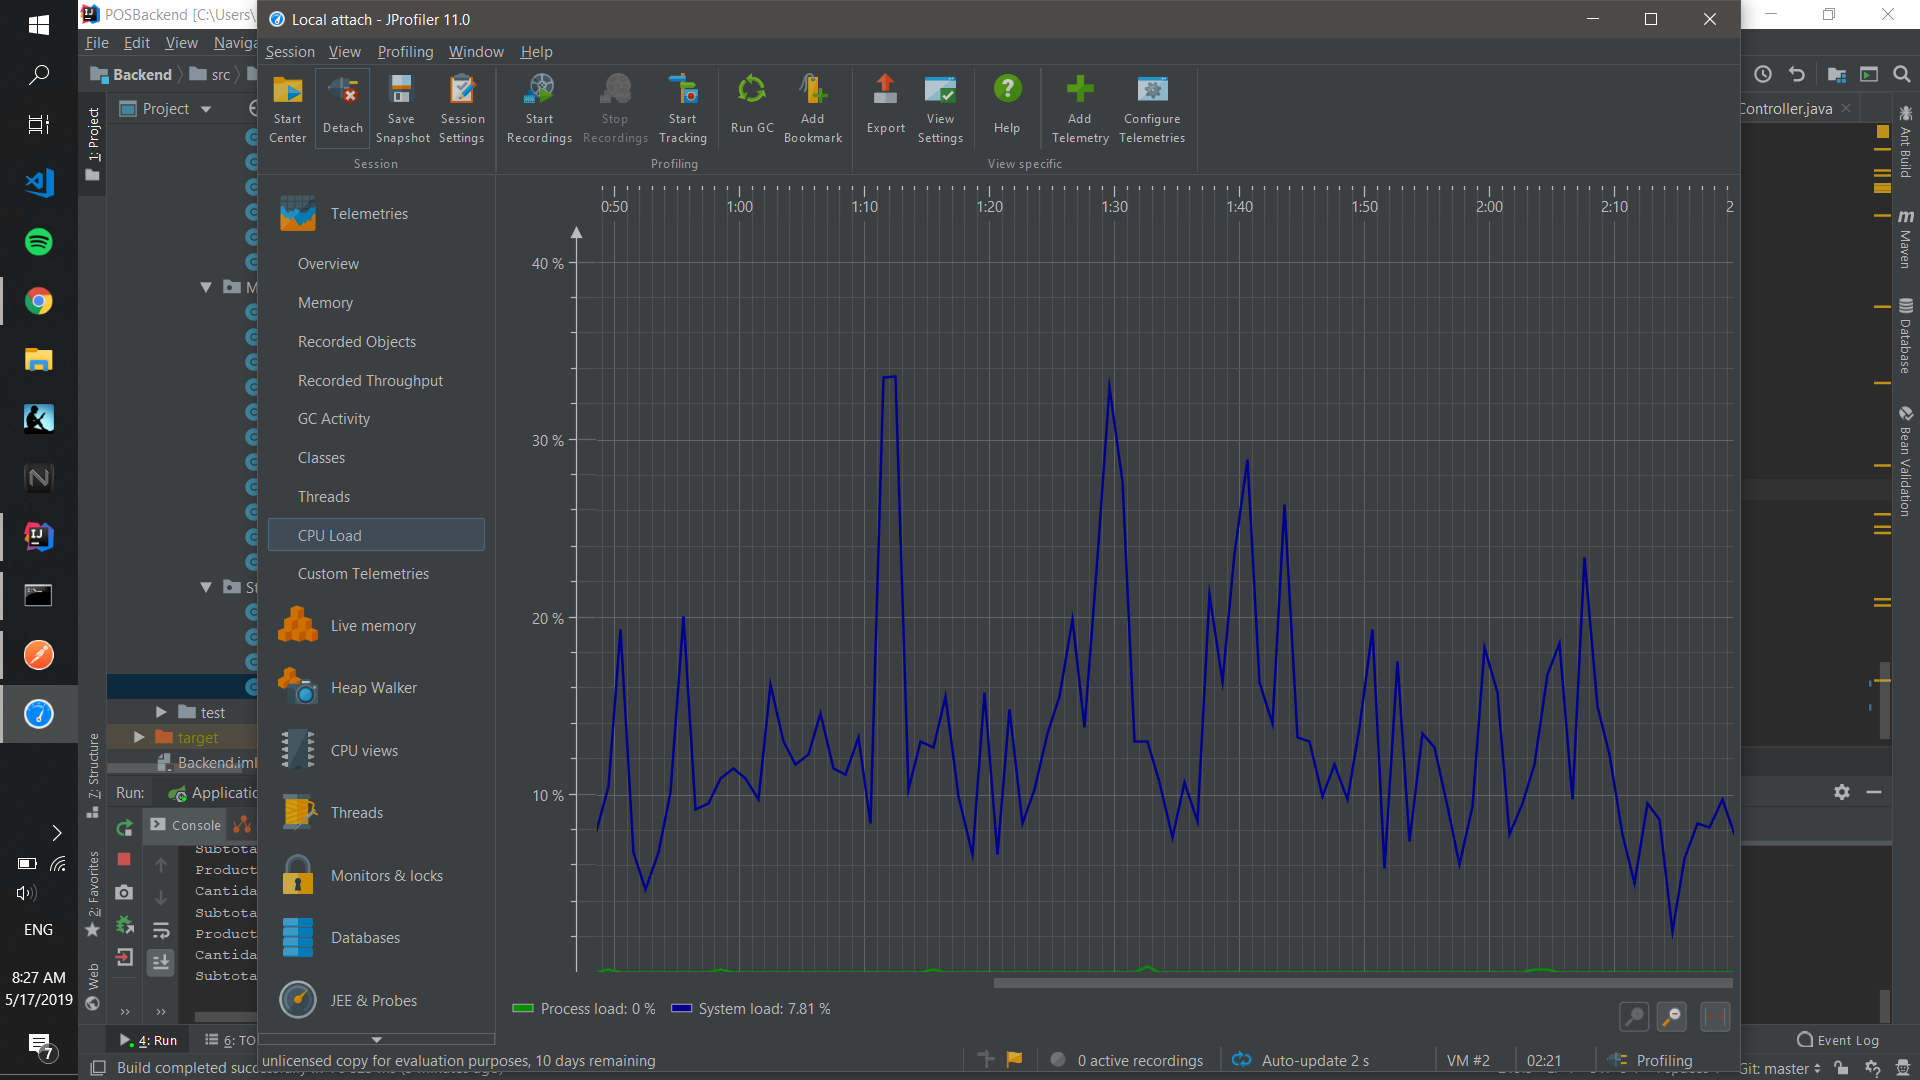 POSBackend [C:\Users\
Local attach - JProfiler 11.0
File Edit View Naviga
Session View Profiling Window Help
Backend src
Project
1: Project
Start Center
Detach
Save Snapshot
Session Settings
Start Recordings
Stop Recordings
Start Tracking
Run GC
Add Bookmark
Export
View Settings
Help
Add Telemetry
Configure Telemetries
Session
Profiling
View specific
Controller.java
Ant Build
Maven
Database
Bean Validation
Telemetries
Overview
Memory
Recorded Objects
Recorded Throughput
GC Activity
Classes
Threads
CPU Load
Custom Telemetries
Live memory
Heap Walker
CPU views
Threads
Monitors & locks
Databases
JEE & Probes
0:50 1:00 1:10 1:20 1:30 1:40 1:50 2:00 2:10 2
40 %
30 %
20 %
10 %
Process load: 0 % System load: 7.81 %
M
St
test
target
Backend.iml
7: Structure
2: Favorites
Web
Run: Applicatio
Console
Subtota
Product
Cantida
Subtota
Product
Cantida
Subtota
4: Run 6: TO
Event Log
unlicensed copy for evaluation purposes, 10 days remaining
0 active recordings
Auto-update 2 s
VM #2
02:21
Profiling
Build completed succ
Git: master
ENG
8:27 AM
5/17/2019
7